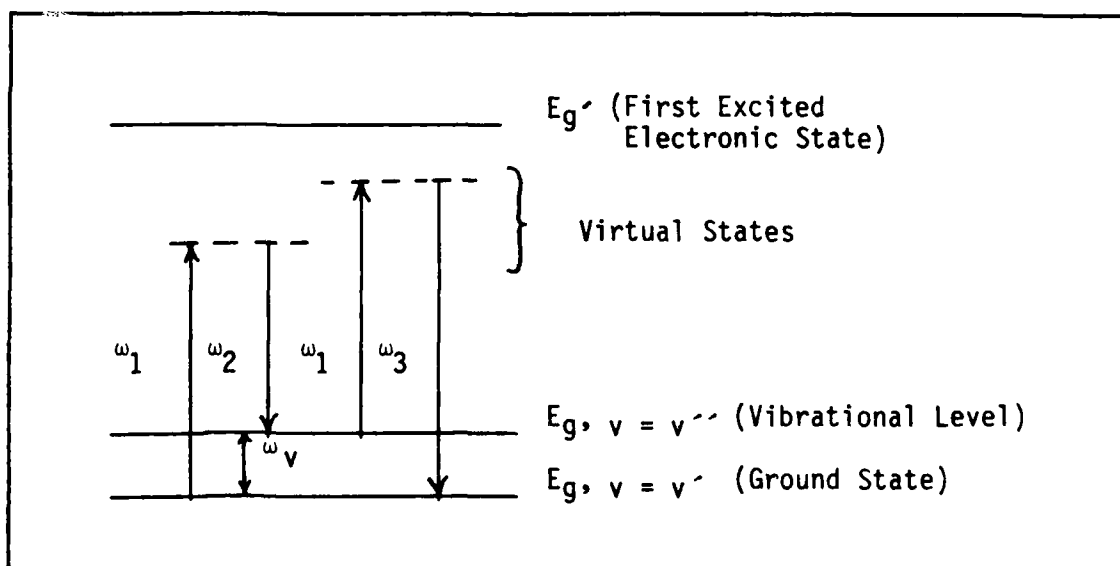 Eg′ (First Excited
Electronic State)
Virtual States
ω1 ω2 ω1 ω3
Eg, v = v′′ (Vibrational Level)
ωv
Eg, v = v′ (Ground State)